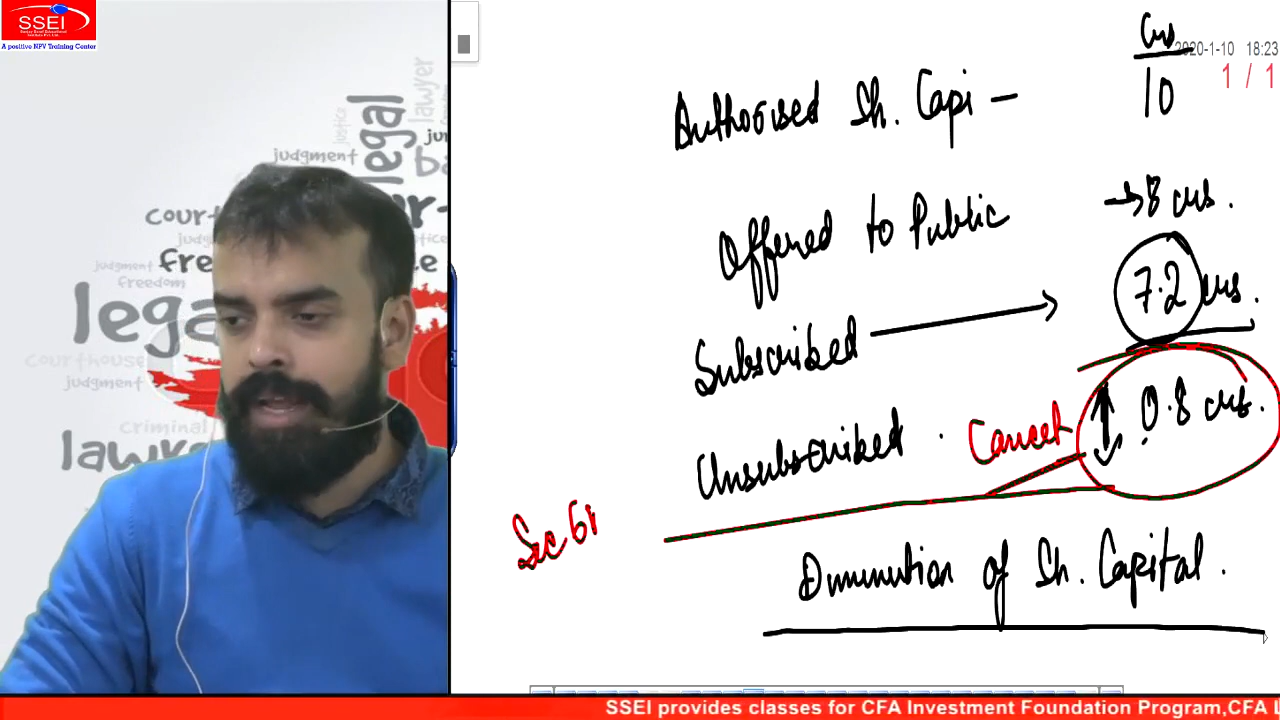 SSEI
A positive NPV Training Center
justice
legal
lawyer
judgment
court
judgment
judgment
freedom
legal
courthouse
judgment
criminal
lawyer
2020-1-10 18:23
1 / 1
Crs
Authorised Sh. Capi — 10
Offered to Public → 8 crs.
Subscribed → 7.2 crs.
Unsubscribed . Cancel 0.8 crs.
Sec 61
Diminution of Sh. Capital.
SSEI provides classes for CFA Investment Foundation Program,CFA L